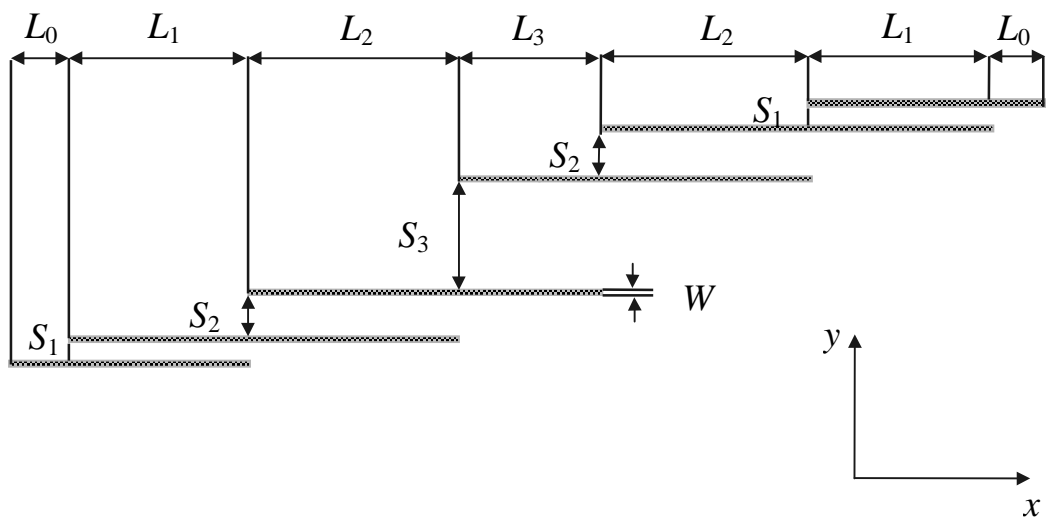 L₀ L₁ L₂ L₃ L₂ L₁ L₀
S₁
S₂
S₃
W
S₂
S₁
y
x